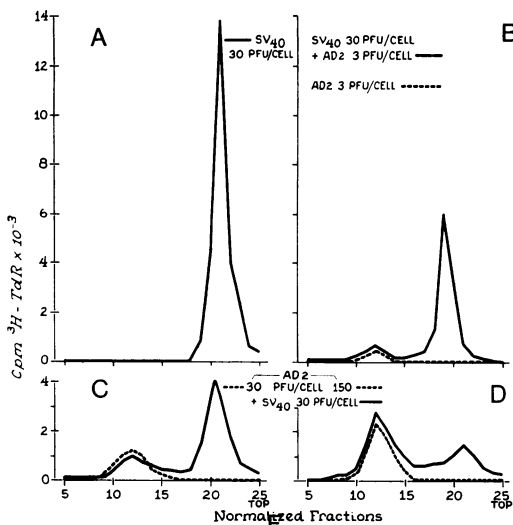 A
SV40
30 PFU/CELL
B
SV40 30 PFU/CELL
+ AD2 3 PFU/CELL
AD2 3 PFU/CELL
14
12
10
8
6
4
2
0
Cpm ³H-TdR x 10⁻³
C
AD2
30 PFU/CELL 150
+ SV40 30 PFU/CELL
D
4
2
0
5 10 15 20 25
TOP
5 10 15 20 25
TOP
Normalized Fractions